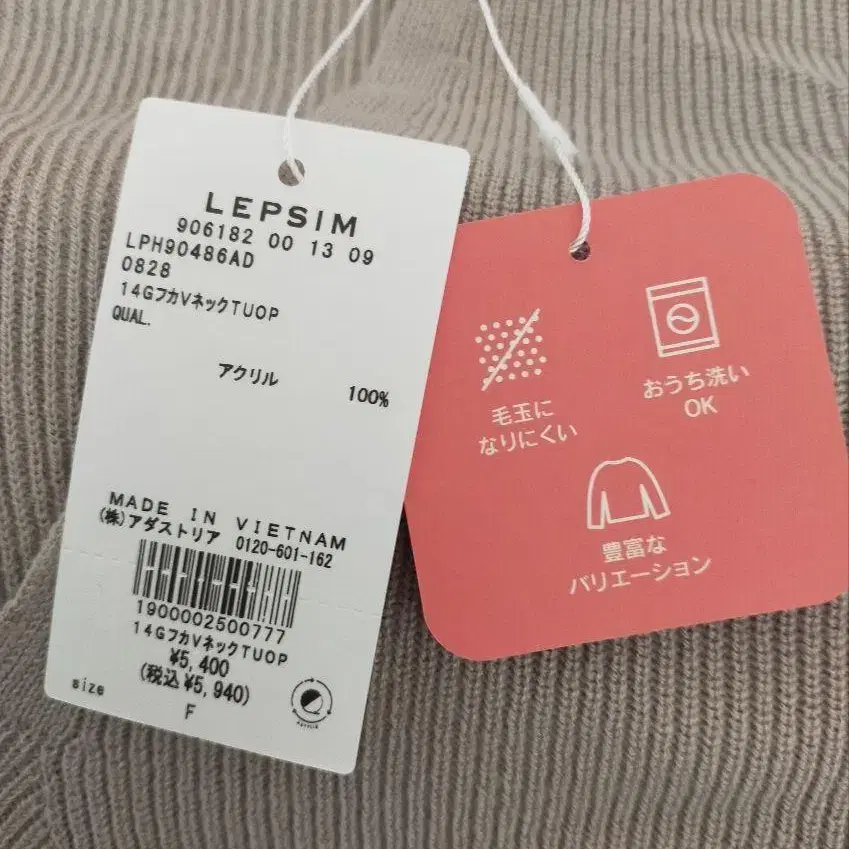 LEPSIM
906182 00 13 09
LPH90486AD
0828
14GフカVネックTUOP
QUAL.
アクリル 100%
MADE IN VIETNAM
(株)アダストリア 0120-601-162
1900002500777
14GフカVネックTUOP
¥5,400
(税込¥5,940)
size
F
毛玉に
なりにくい
おうち洗い
OK
豊富な
バリエーション